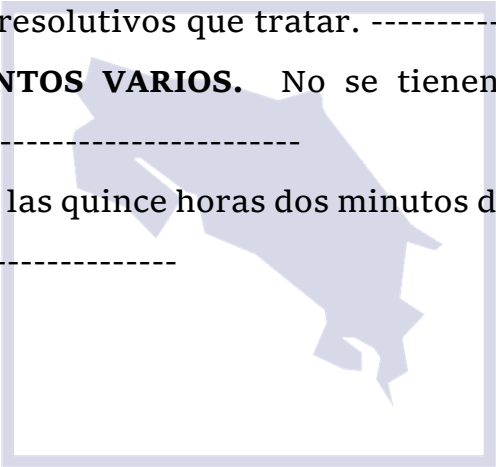 resolutivos que tratar. ----------
NTOS VARIOS. No se tienen
-----------------------
las quince horas dos minutos d
--------------